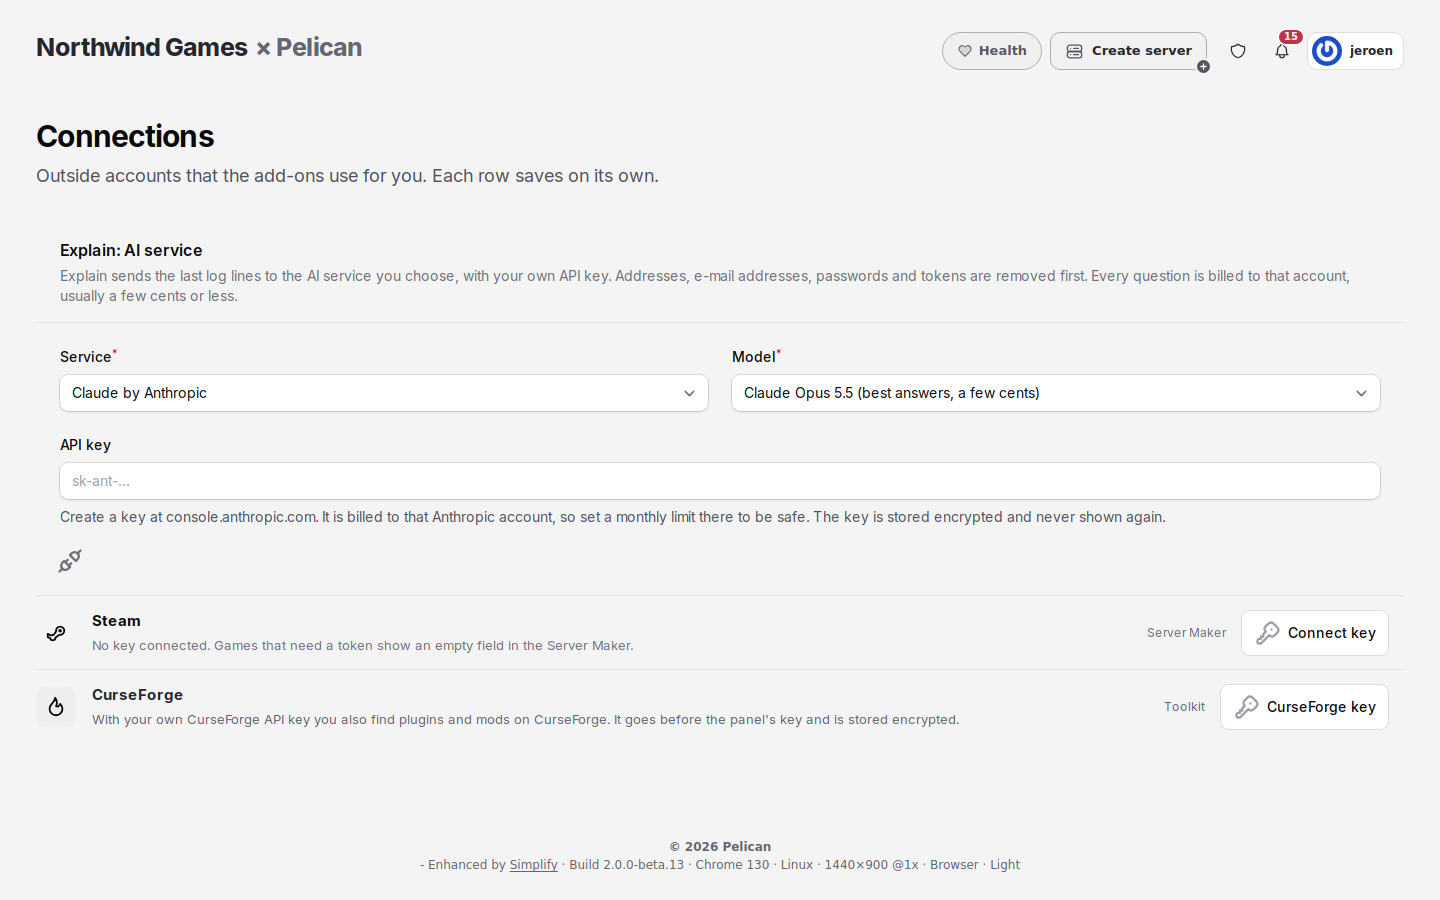 Northwind Games × Pelican
Health
Create server
15
jeroen
Connections
Outside accounts that the add-ons use for you. Each row saves on its own.
Explain: AI service
Explain sends the last log lines to the AI service you choose, with your own API key. Addresses, e-mail addresses, passwords and tokens are removed first. Every question is billed to that account,
usually a few cents or less.
Service*
Model*
Claude by Anthropic
Claude Opus 5.5 (best answers, a few cents)
API key
sk-ant-...
Create a key at console.anthropic.com. It is billed to that Anthropic account, so set a monthly limit there to be safe. The key is stored encrypted and never shown again.
Steam
No key connected. Games that need a token show an empty field in the Server Maker.
Server Maker
Connect key
CurseForge
With your own CurseForge API key you also find plugins and mods on CurseForge. It goes before the panel's key and is stored encrypted.
Toolkit
CurseForge key
© 2026 Pelican
- Enhanced by Simplify · Build 2.0.0-beta.13 · Chrome 130 · Linux · 1440×900 @1x · Browser · Light